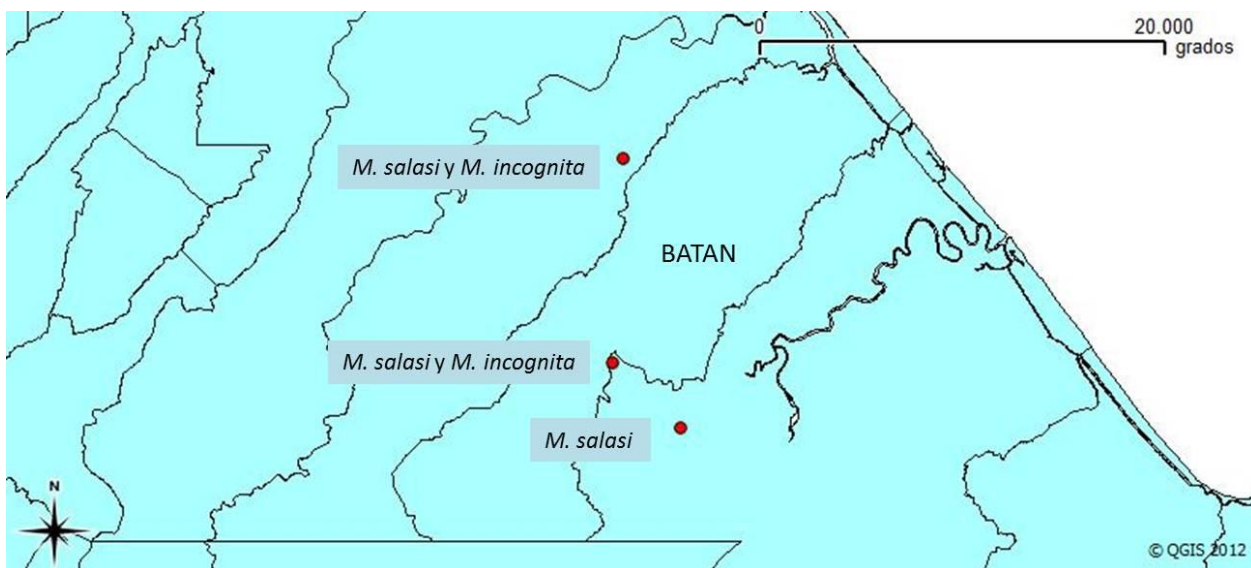 0 20.000
grados
M. salasi y M. incognita
BATAN
M. salasi y M. incognita
M. salasi
N
© QGIS 2012